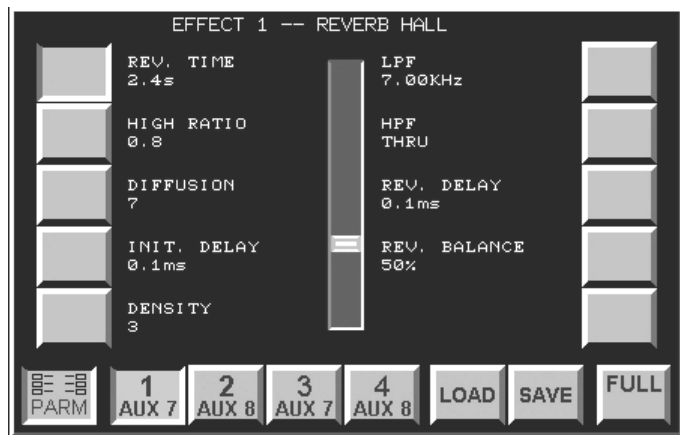 EFFECT 1 -- REVERB HALL
REV. TIME
2.4s
HIGH RATIO
0.8
DIFFUSION
7
INIT. DELAY
0.1ms
DENSITY
3
LPF
7.00KHz
HPF
THRU
REV. DELAY
0.1ms
REV. BALANCE
50%
PARM
1
AUX 7
2
AUX 8
3
AUX 7
4
AUX 8
LOAD
SAVE
FULL